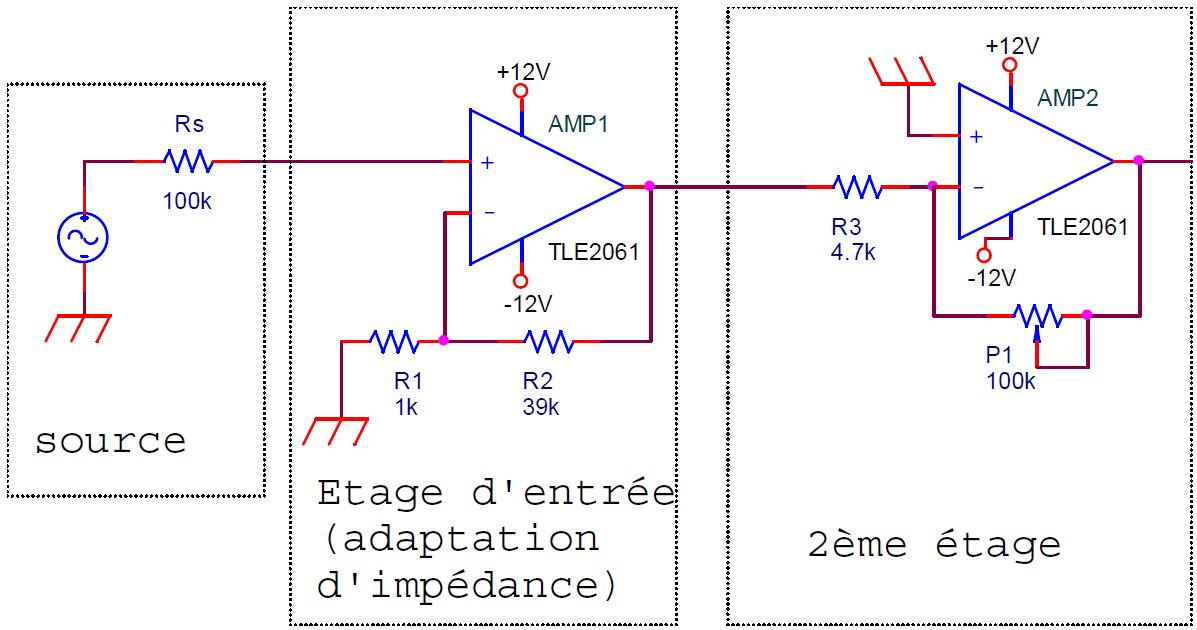 Rs
100k
+
-
source
+12V
AMP1
+
-
TLE2061
-12V
R1
1k
R2
39k
Etage d'entrée
(adaptation
d'impédance)
+12V
AMP2
+
-
TLE2061
-12V
R3
4.7k
P1
100k
2ème étage